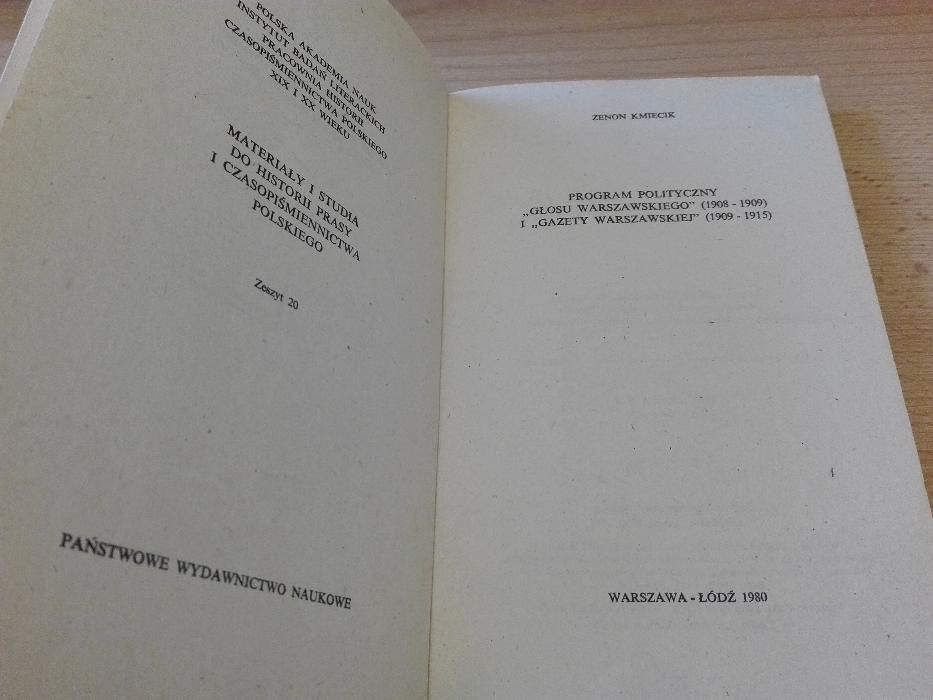 POLSKA AKADEMIA NAUK
INSTYTUT BADAŃ LITERACKICH
PRACOWNIA HISTORII
CZASOPIŚMIENNICTWA POLSKIEGO
XIX I XX WIEKU
MATERIAŁY I STUDIA
DO HISTORII PRASY
I CZASOPIŚMIENNICTWA
POLSKIEGO
Zeszyt 20
PAŃSTWOWE WYDAWNICTWO NAUKOWE
ZENON KMIECIK
PROGRAM POLITYCZNY
„GŁOSU WARSZAWSKIEGO” (1908 - 1909)
I „GAZETY WARSZAWSKIEJ” (1909 - 1915)
WARSZAWA - ŁÓDŹ 1980